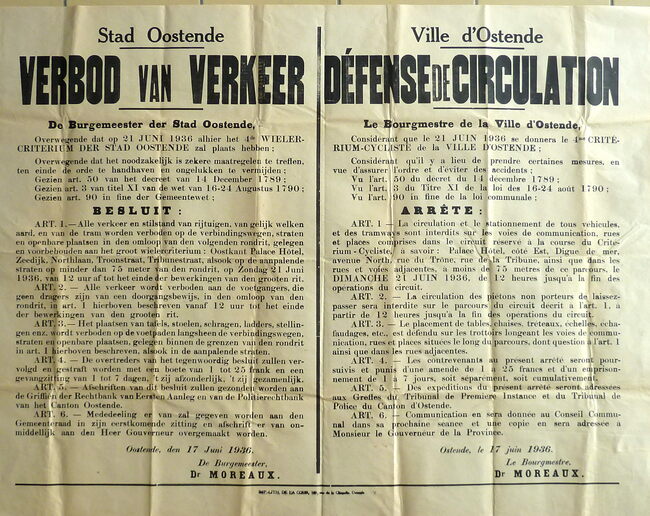 Stad Oostende
VERBOD VAN VERKEER
De Burgemeester der Stad Oostende,
Overwegende dat op 21 JUNI 1936 alhier het 4de WIELER-
CRITERIUM DER STAD OOSTENDE zal plaats hebben ;
Overwegende dat het noodzakelijk is zekere maatregelen te treffen,
ten einde de orde te handhaven en ongelukken te vermijden ;
Gezien art. 50 van het decreet van 14 December 1789 ;
Gezien art. 3 van titel XI van de wet van 16-24 Augustus 1790 ;
Gezien art. 90 in fine der Gemeentewet ;
BESLUIT :
ART. 1.— Alle verkeer en stilstand van rijtuigen, van gelijk welken
aard, en van de tram worden verboden op de verbindingswegen, straten
en openbare plaatsen in den omloop van den volgenden rondrit, gelegen
en voorbehouden aan het groot wielercriterium : Oostkant Palace Hôtel,
Zeedijk, Noordlaan, Troonstraat, Tribunestraat, alsook op de aanpalende
straten op minder dan 75 meter van den rondrit, op Zondag 21 Juni
1936, van 12 uur af tot het einde der bewerkingen van den grooten rit.
ART. 2. — Alle verkeer wordt verboden aan de voetgangers, die
geen dragers zijn van een doorgangsbewijs, in den omloop van den
rondrit, in art. 1 hierboven beschreven vanaf 12 uur tot het einde
der bewerkingen van den grooten rit.
ART. 3.— Het plaatsen van tafels, stoelen, schragen, ladders, stellin-
gen enz. wordt verboden op de voetpaden langsheen de verbindingswegen,
straten en openbare plaatsen, gelegen binnen de grenzen van den rondrit
in art. 1 hierboven beschreven, alsook in de aanpalende straten.
ART. 4. — De overtreders van het tegenwoordig besluit zullen ver-
volgd en gestraft worden met een boete van 1 tot 25 frank en een
gevangzitting van 1 tot 7 dagen, 't zij afzonderlijk, 't zij gezamenlijk.
ART. 5. — Afschriften van dit besluit zullen gezonden worden aan
de Griffies der Rechtbank van Eersten Aanleg en van de Politierechtbank
van het Canton Oostende.
ART. 6. — Mededeeling er van zal gegeven worden aan den
Gemeenteraad in zijn eerstkomende zitting en afschrift er van on-
middellijk aan den Heer Gouverneur overgemaakt worden.
Oostende, den 17 Juni 1936.
De Burgemeester,
Dr MOREAUX.
Ville d'Ostende
DÉFENSE DE CIRCULATION
Le Bourgmestre de la Ville d'Ostende,
Considérant que le 21 JUIN 1936 se donnera le 4me CRITÉ-
RIUM-CYCLISTE de la VILLE D'OSTENDE ;
Considérant qu'il y a lieu de prendre certaines mesures, en
vue d'assurer l'ordre et d'éviter des accidents ;
Vu l'art. 50 du décret du 14 décembre 1789 ;
Vu l'art. 3 du Titre XI de la loi des 16-24 août 1790 ;
Vu l'art. 90 in fine de la loi communale ;
ARRÊTE :
ART. 1 — La circulation et le stationnement de tous véhicules,
et des tramways sont interdits sur les voies de communication, rues
et places comprises dans le circuit réservé à la course du Crité-
rium-Cycliste, à savoir : Palace Hôtel, côté Est, Digue de mer,
avenue North, rue du Trône, rue de la Tribune, ainsi que dans les
rues et voies adjacentes, à moins de 75 mètres de ce parcours, le
DIMANCHE 21 JUIN 1936, de 12 heures jusqu'à la fin des
opérations du circuit.
ART. 2. — La circulation des piétons non porteurs de laissez-
passer sera interdite sur le parcours du circuit décrit à l'art. 1, à
partir de 12 heures jusqu'à la fin des opérations du circuit.
ART. 3. — Le placement de tables, chaises, tréteaux, échelles, écha-
faudages, etc., est défendu sur les trottoirs longeant les voies de commu-
nication, rues et places situées le long du parcours, dont question à l'art. 1
ainsi que dans les rues adjacentes.
ART. 4. — Les contrevenants au présent arrêté seront pour-
suivis et punis d'une amende de 1 à 25 francs et d'un emprison-
nement de 1 à 7 jours, soit séparément, soit cumulativement.
ART. 5. — Des expéditions du présent arrêté seront adressées
aux Greffes du Tribunal de Première Instance et du Tribunal de
Police du Canton d'Ostende.
ART. 6. — Communication en sera donnée au Conseil Commu-
nal dans sa prochaine séance et une copie en sera adressée à
Monsieur le Gouverneur de la Province.
Ostende, le 17 juin 1936.
Le Bourgmestre,
Dr MOREAUX.